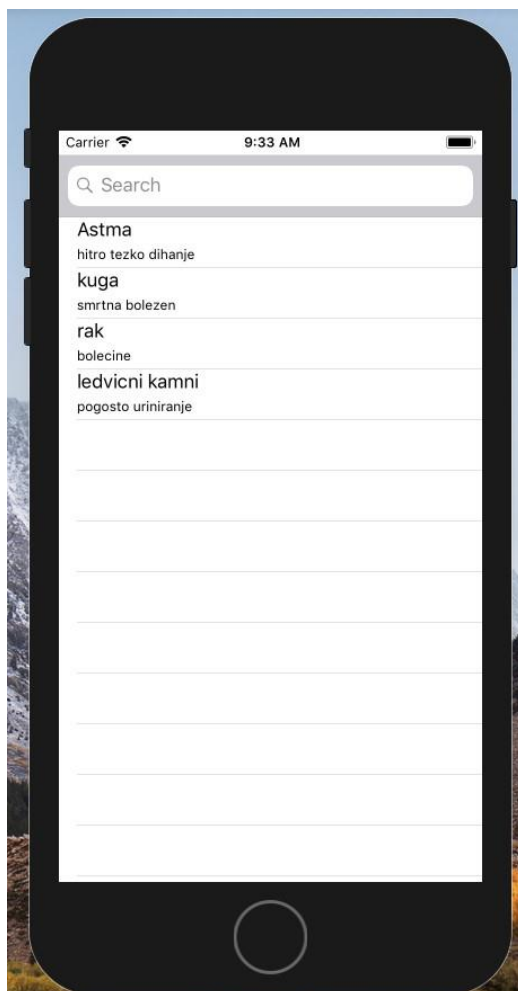 Carrier 9:33 AM
Search
Astma
hitro tezko dihanje
kuga
smrtna bolezen
rak
bolecine
ledvicni kamni
pogosto uriniranje